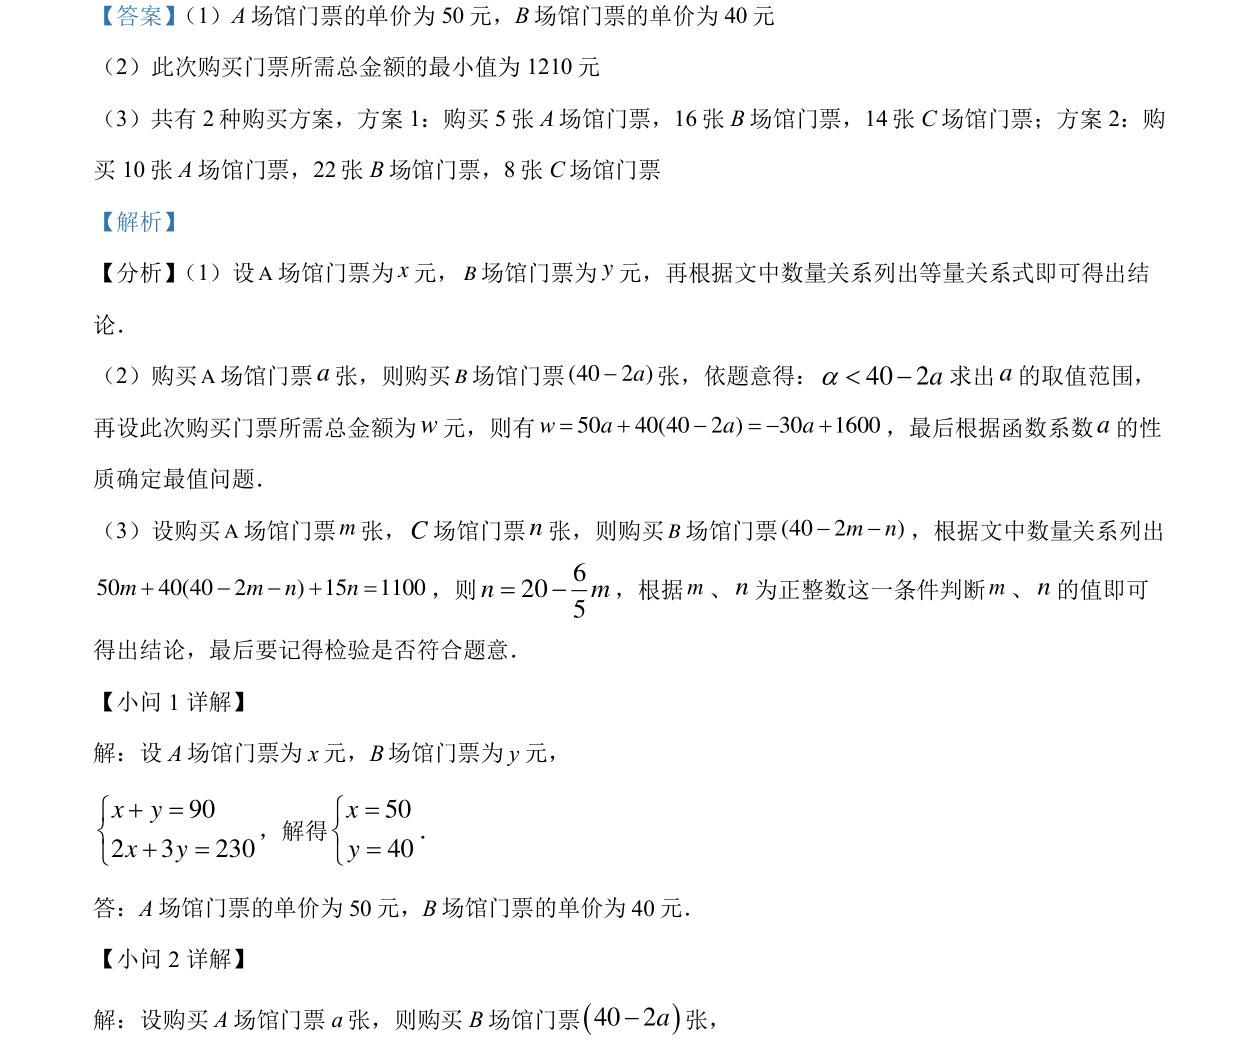 【答案】（1）A 场馆门票的单价为 50 元，B 场馆门票的单价为 40 元
（2）此次购买门票所需总金额的最小值为 1210 元
（3）共有 2 种购买方案，方案 1：购买 5 张 A 场馆门票，16 张 B 场馆门票，14 张 C 场馆门票；方案 2：购
买 10 张 A 场馆门票，22 张 B 场馆门票，8 张 C 场馆门票
【解析】
【分析】（1）设 A 场馆门票为 x 元， B 场馆门票为 y 元，再根据文中数量关系列出等量关系式即可得出结
论．
（2）购买 A 场馆门票 a 张，则购买 B 场馆门票 (40－2a) 张，依题意得： α＜40－2a 求出 a 的取值范围，
再设此次购买门票所需总金额为 w 元，则有 w = 50a + 40(40－2a) = －30a + 1600 ，最后根据函数系数 a 的性
质确定最值问题．
（3）设购买 A 场馆门票 m 张， C 场馆门票 n 张，则购买 B 场馆门票 (40－2m－n) ，根据文中数量关系列出
50m + 40(40－2m－n) + 15n = 1100 ，则 n = 20－6/5 m ，根据 m 、 n 为正整数这一条件判断 m 、 n 的值即可
得出结论，最后要记得检验是否符合题意．
【小问 1 详解】
解：设 A 场馆门票为 x 元，B 场馆门票为 y 元，
{x + y = 90
2x + 3y = 230 ，解得 {x = 50
y = 40 ．
答：A 场馆门票的单价为 50 元，B 场馆门票的单价为 40 元．
【小问 2 详解】
解：设购买 A 场馆门票 a 张，则购买 B 场馆门票 (40－2a) 张，